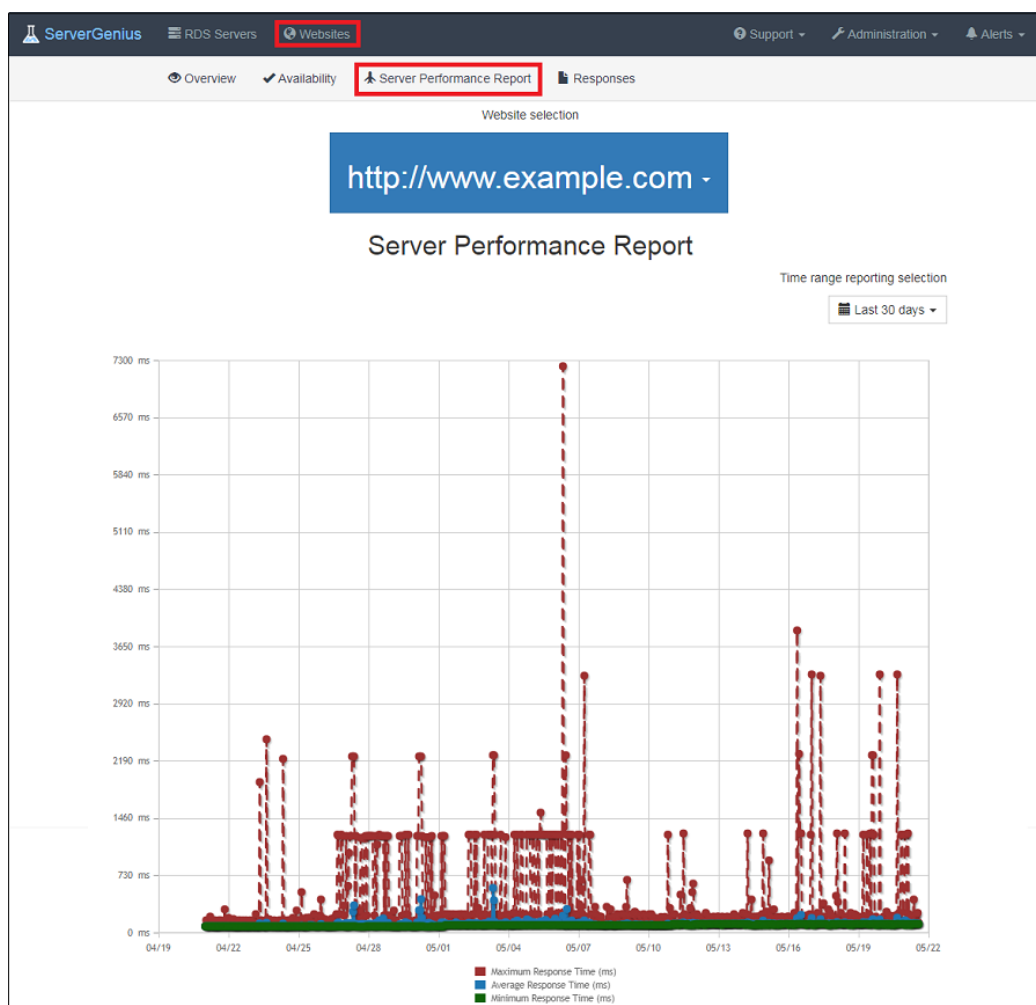 ServerGenius RDS Servers Websites Support Administration Alerts
Overview Availability Server Performance Report Responses
Website selection
http://www.example.com
Server Performance Report
Time range reporting selection
Last 30 days
7300 ms
6570 ms
5840 ms
5110 ms
4380 ms
3650 ms
2920 ms
2190 ms
1460 ms
730 ms
0 ms
04/19 04/22 04/25 04/28 05/01 05/04 05/07 05/10 05/13 05/16 05/19 05/22
Maximum Response Time (ms)
Average Response Time (ms)
Minimum Response Time (ms)